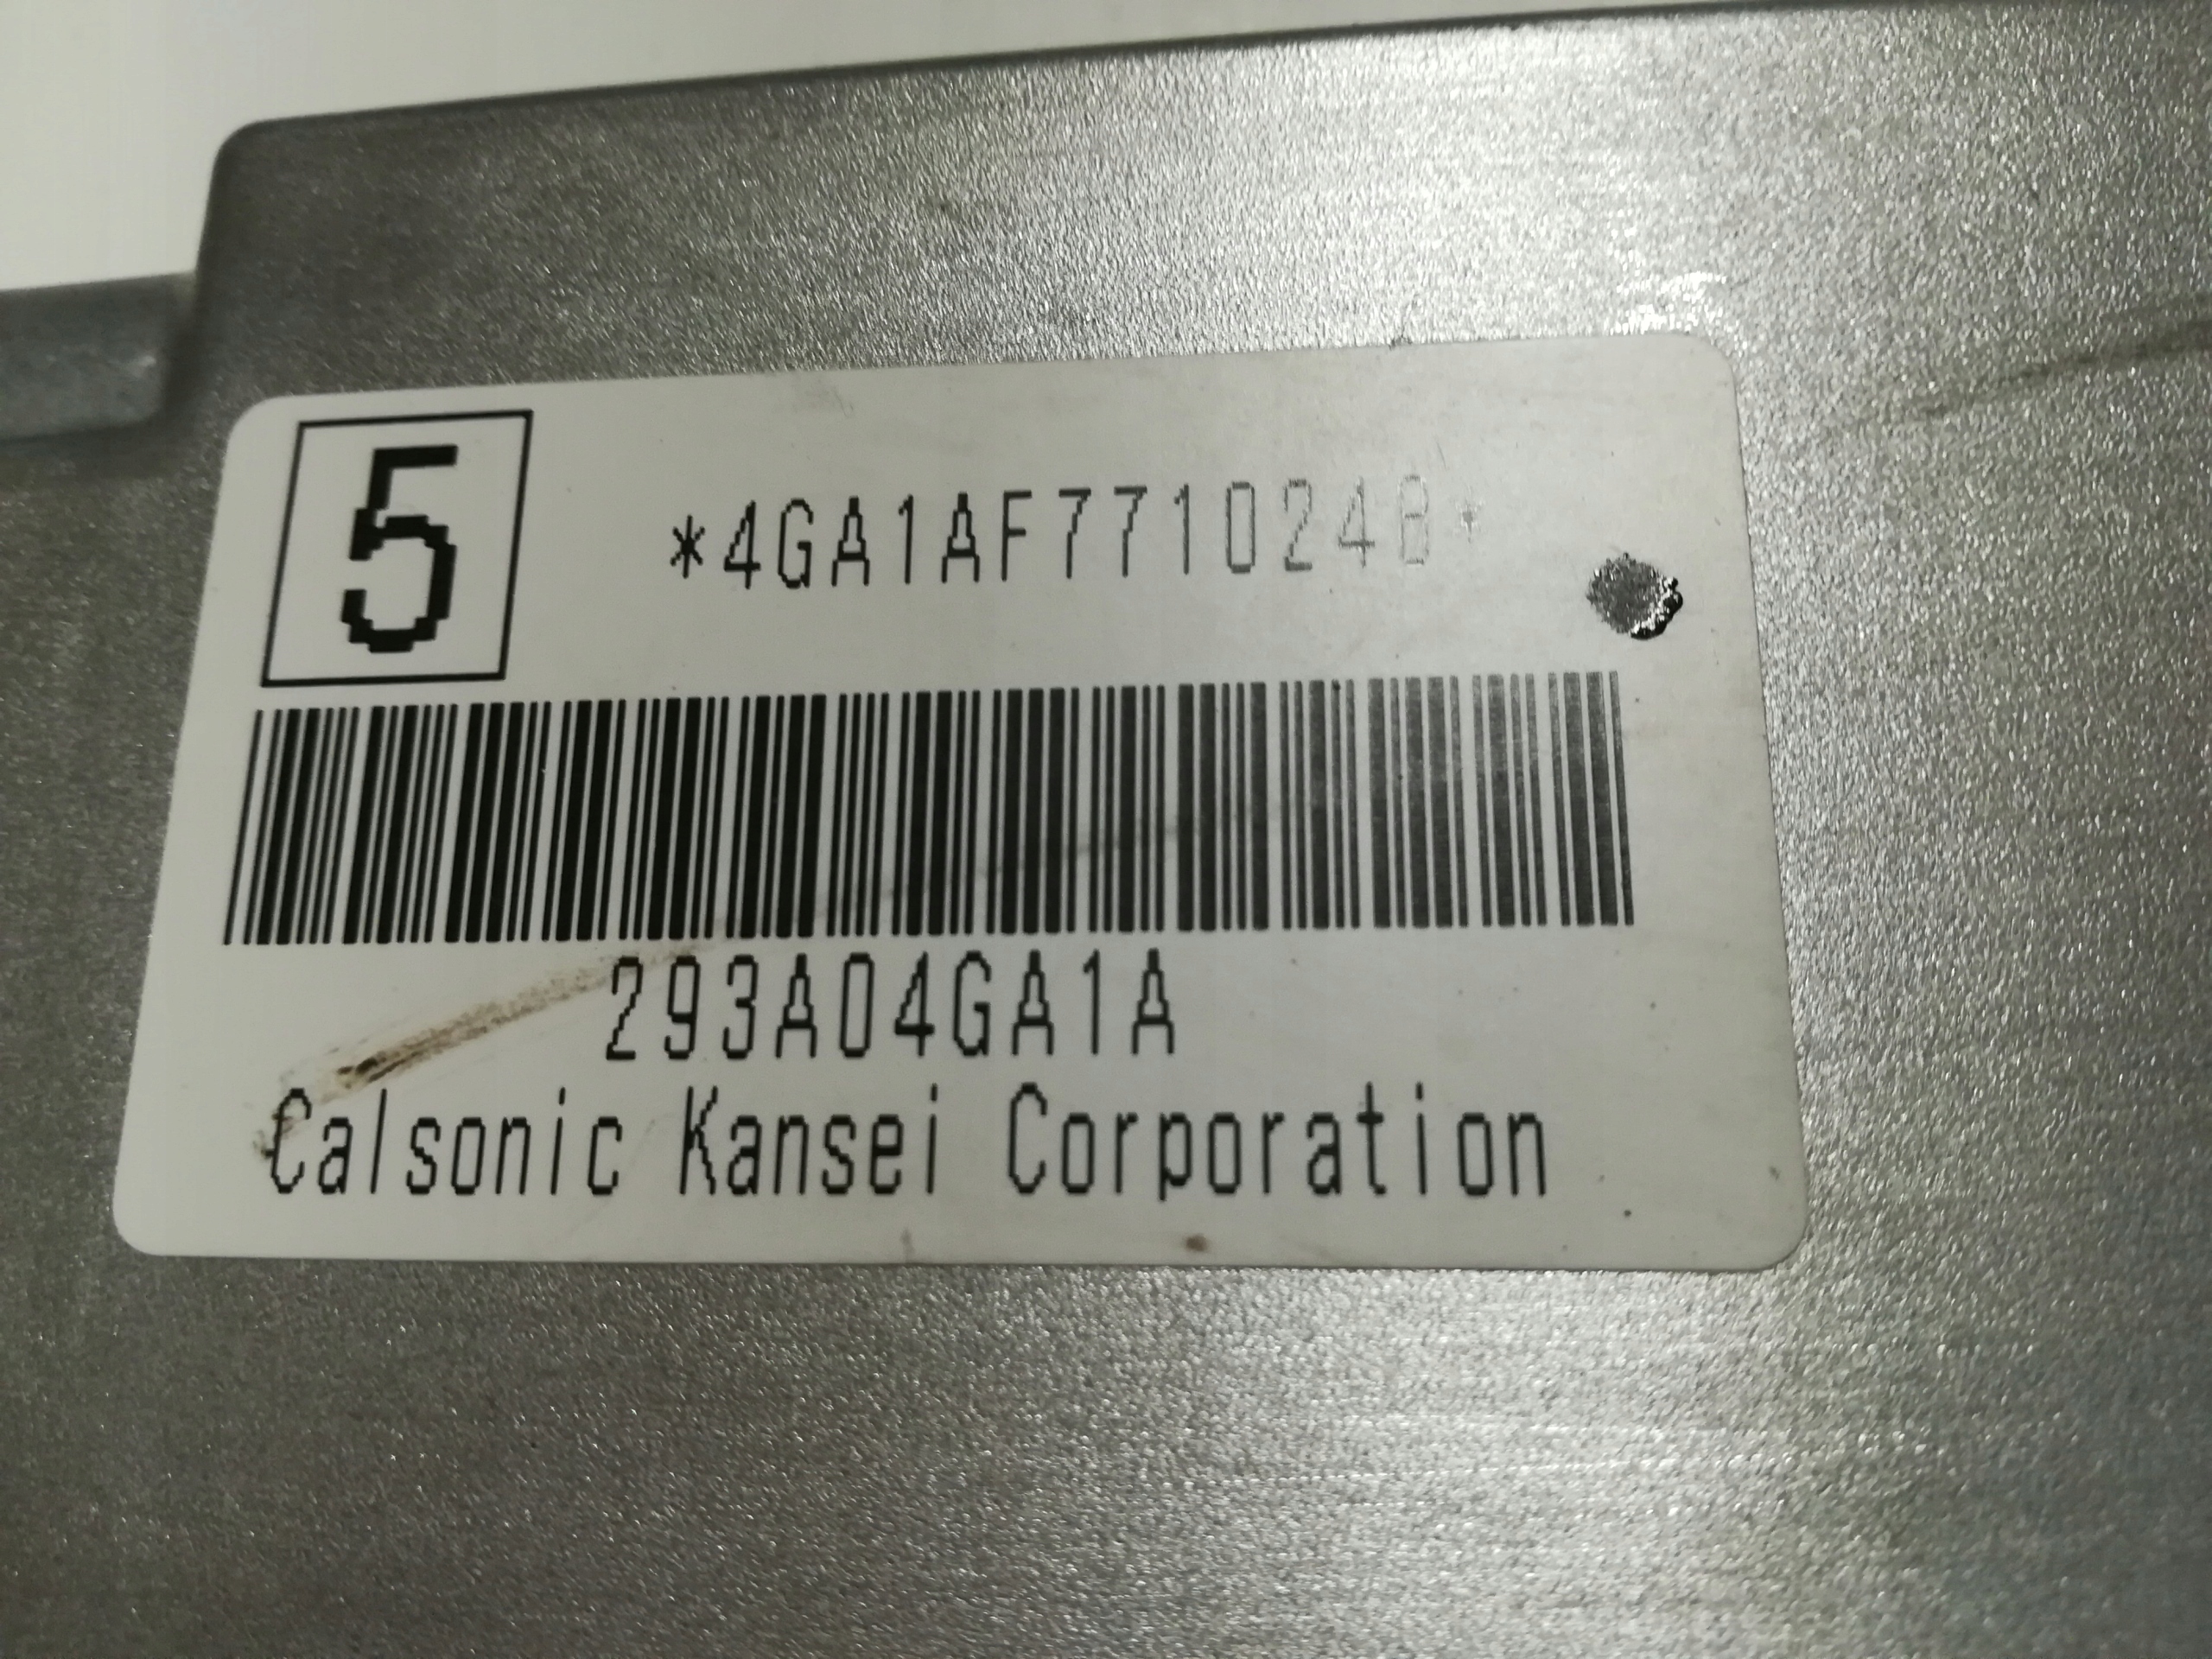 5
*4GA1AF7710248*
293A04GA1A
Calsonic Kansei Corporation